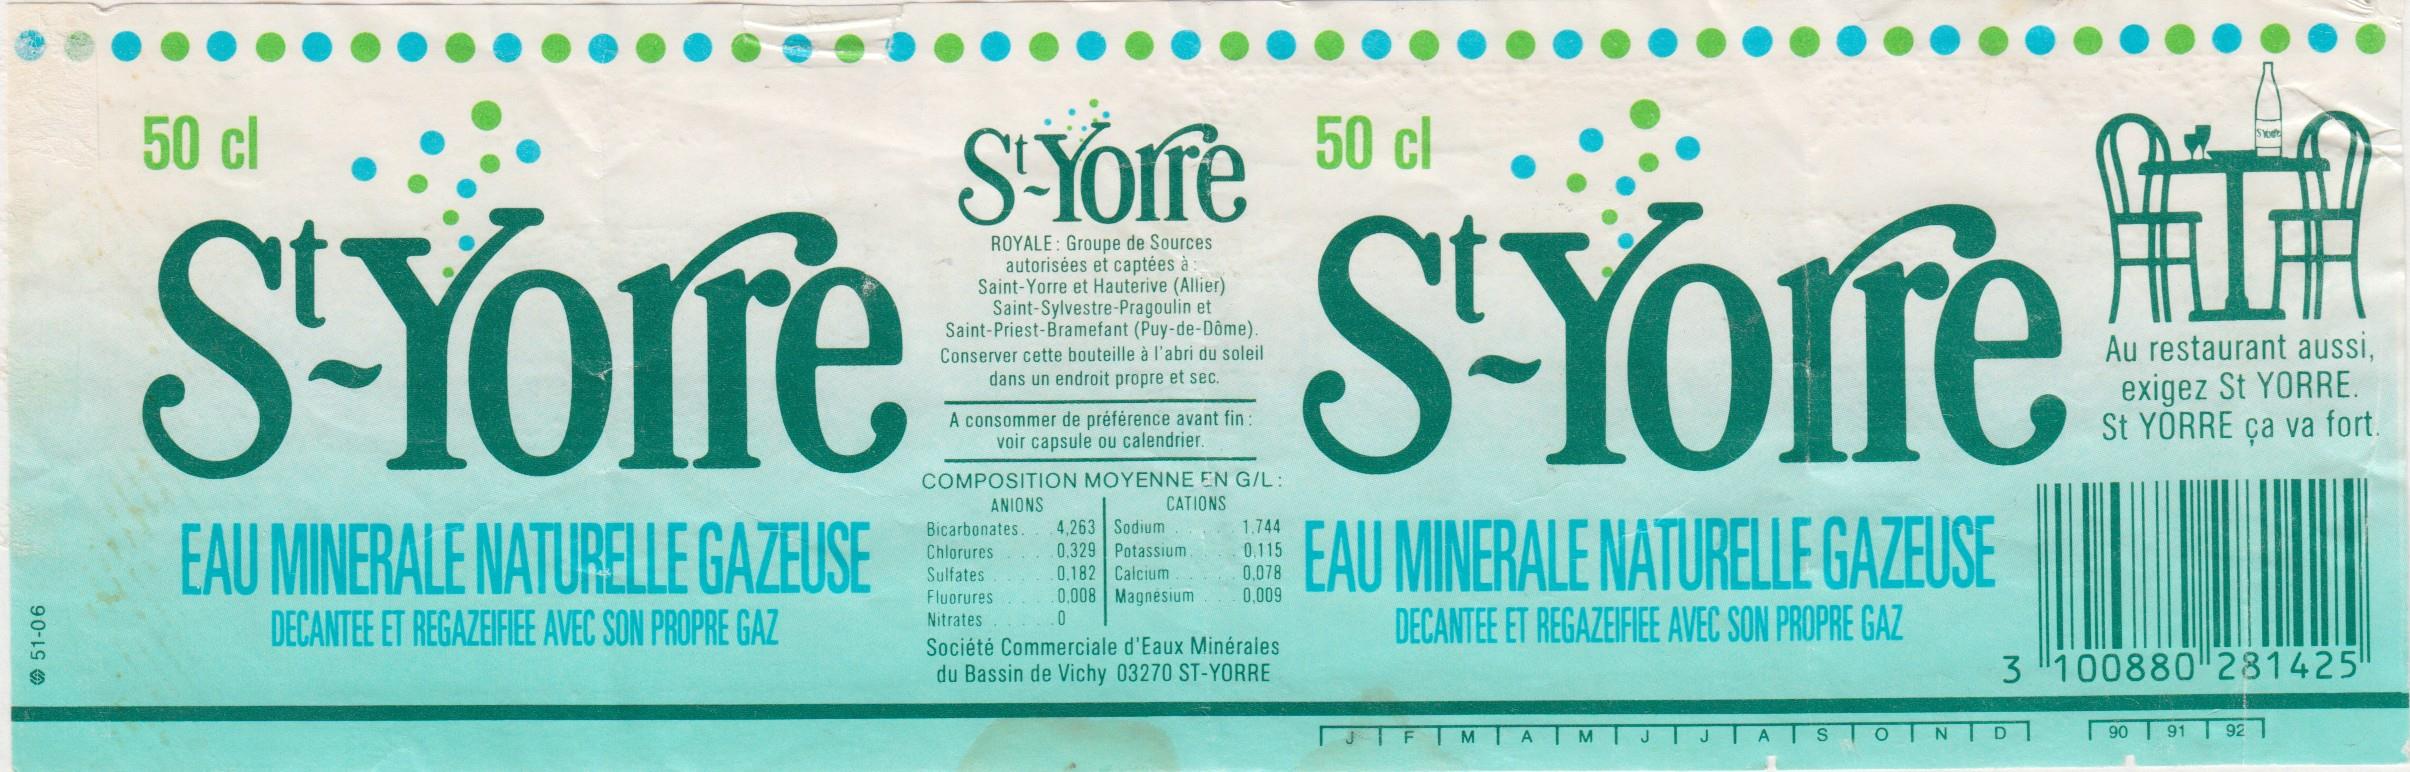 50 cl
St-Yorre
EAU MINERALE NATURELLE GAZEUSE
DECANTEE ET REGAZEIFIEE AVEC SON PROPRE GAZ
51-06
St-Yorre
ROYALE : Groupe de Sources
autorisées et captées à :
Saint-Yorre et Hauterive (Allier)
Saint-Sylvestre-Pragoulin et
Saint-Priest-Bramefant (Puy-de-Dôme).
Conserver cette bouteille à l'abri du soleil
dans un endroit propre et sec.
A consommer de préférence avant fin :
voir capsule ou calendrier.
COMPOSITION MOYENNE EN G/L :
ANIONS
Bicarbonates. . 4,263
Chlorures . . . . 0,329
Sulfates . . . . . 0,182
Fluorures . . . . 0,008
Nitrates . . . . . 0
CATIONS
Sodium . . . . . 1,744
Potassium. . . . 0,115
Calcium . . . . . 0,078
Magnésium . . . 0,009
Société Commerciale d'Eaux Minérales
du Bassin de Vichy 03270 ST-YORRE
50 cl
St-Yorre
EAU MINERALE NATURELLE GAZEUSE
DECANTEE ET REGAZEIFIEE AVEC SON PROPRE GAZ
St Yorre
Au restaurant aussi,
exigez St YORRE.
St YORRE ça va fort.
3 100880 281425
J F M A M J J A S O N D
90 91 92